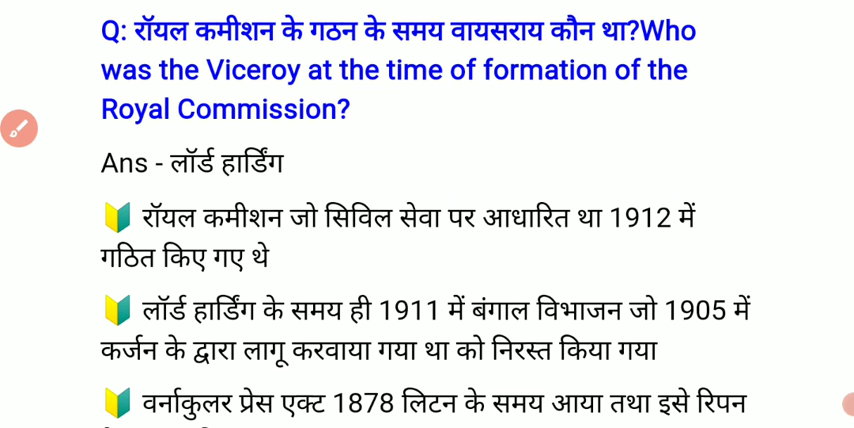 Q: रॉयल कमीशन के गठन के समय वायसराय कौन था?Who
was the Viceroy at the time of formation of the
Royal Commission?
Ans - लॉर्ड हार्डिंग
रॉयल कमीशन जो सिविल सेवा पर आधारित था 1912 में
गठित किए गए थे
लॉर्ड हार्डिंग के समय ही 1911 में बंगाल विभाजन जो 1905 में
कर्जन के द्वारा लागू करवाया गया था को निरस्त किया गया
वर्नाकुलर प्रेस एक्ट 1878 लिटन के समय आया तथा इसे रिपन